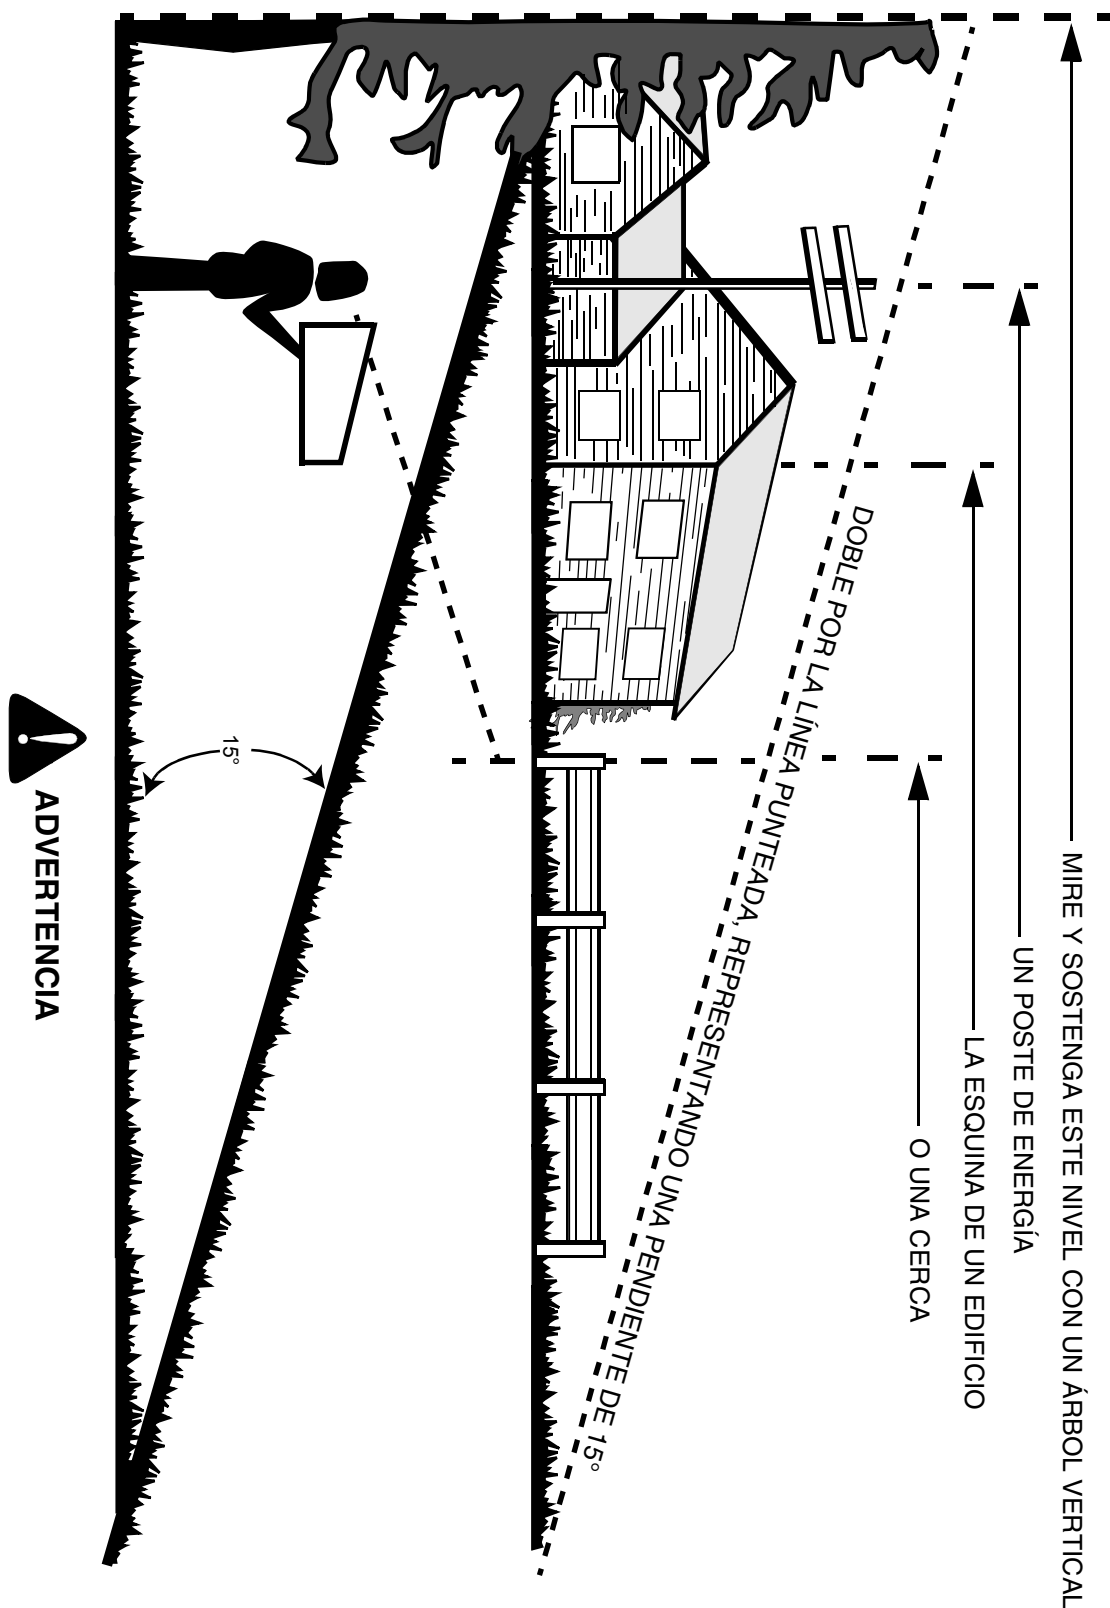 MIRE Y SOSTENGA ESTE NIVEL CON UN ÁRBOL VERTICAL
UN POSTE DE ENERGÍA
LA ESQUINA DE UN EDIFICIO
O UNA CERCA
DOBLE POR LA LÍNEA PUNTEADA, REPRESENTANDO UNA PENDIENTE DE 15°
15°
ADVERTENCIA